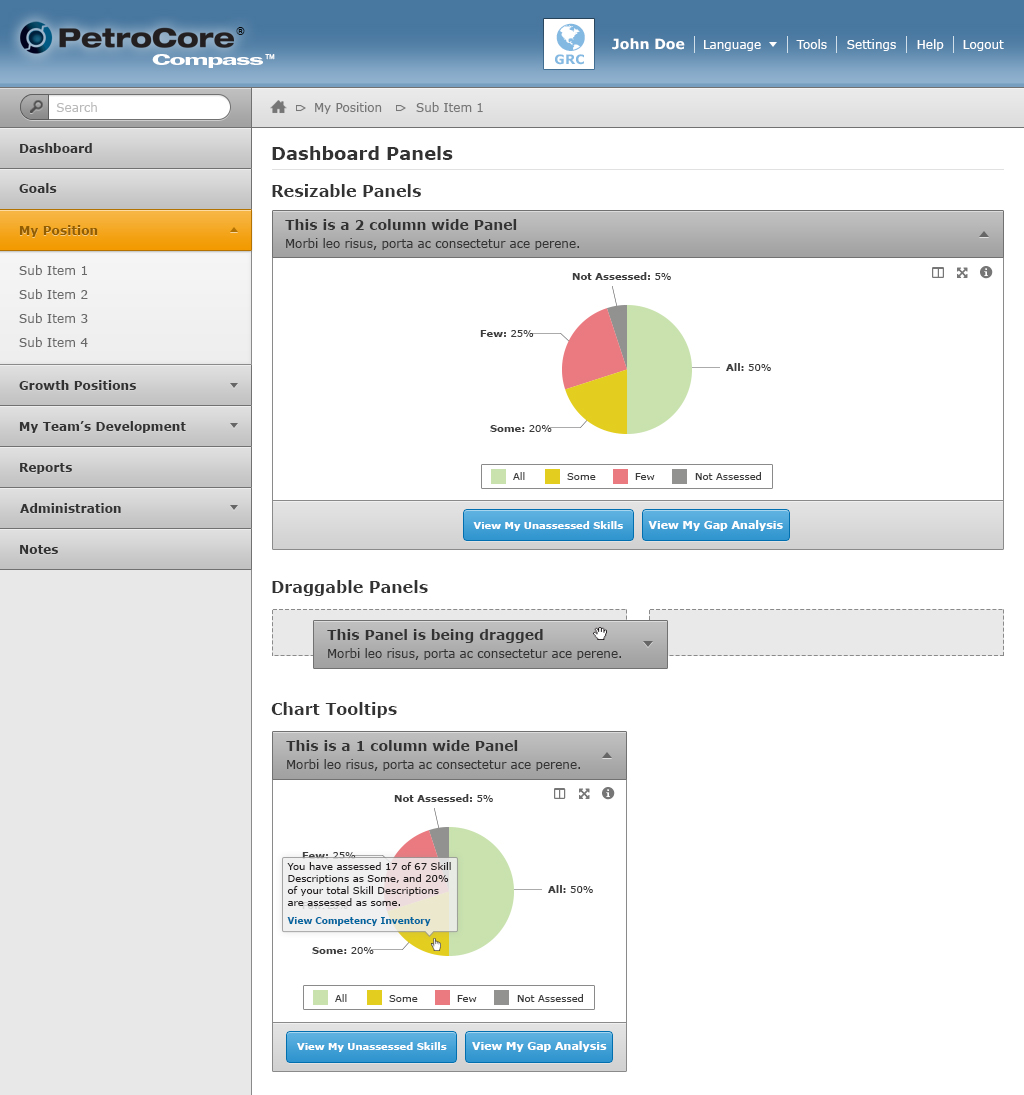 PetroCore®
Compass™
GRC
John Doe
Language
Tools
Settings
Help
Logout
Search
My Position
Sub Item 1
Dashboard
Goals
My Position
Sub Item 1
Sub Item 2
Sub Item 3
Sub Item 4
Growth Positions
My Team’s Development
Reports
Administration
Notes
Dashboard Panels
Resizable Panels
This is a 2 column wide Panel
Morbi leo risus, porta ac consectetur ace perene.
Not Assessed: 5%
Few: 25%
All: 50%
Some: 20%
All
Some
Few
Not Assessed
View My Unassessed Skills
View My Gap Analysis
Draggable Panels
This Panel is being dragged
Morbi leo risus, porta ac consectetur ace perene.
Chart Tooltips
This is a 1 column wide Panel
Morbi leo risus, porta ac consectetur ace perene.
Not Assessed: 5%
Few: 25%
You have assessed 17 of 67 Skill
Descriptions as Some, and 20%
of your total Skill Descriptions
are assessed as some.
View Competency Inventory
All: 50%
Some: 20%
All
Some
Few
Not Assessed
View My Unassessed Skills
View My Gap Analysis